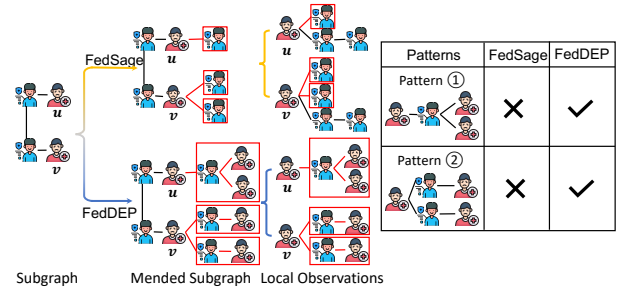 FedSage
u
v
u
v
u
v
FedDEP
u
v
u
v
Subgraph
Mended Subgraph
Local Observations
Patterns
FedSage
FedDEP
Pattern ①
Pattern ②